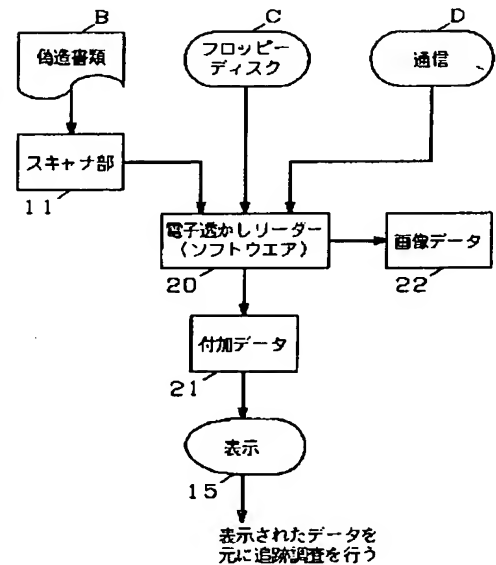 B
C
D
偽造書類
フロッピー
ディスク
通信
スキャナ部
11
電子透かしリーダー
(ソフトウエア)
20
画像データ
22
付加データ
21
表示
15
表示されたデータを
元に追跡調査を行う